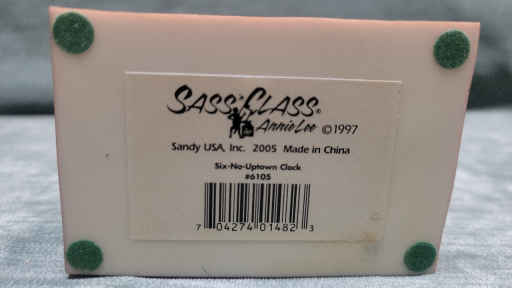 SASS 'N CLASS®
Annie Lee ©1997
Sandy USA, Inc. 2005 Made in China
Six-No-Uptown Clock
#6105
7 04274 01482 3